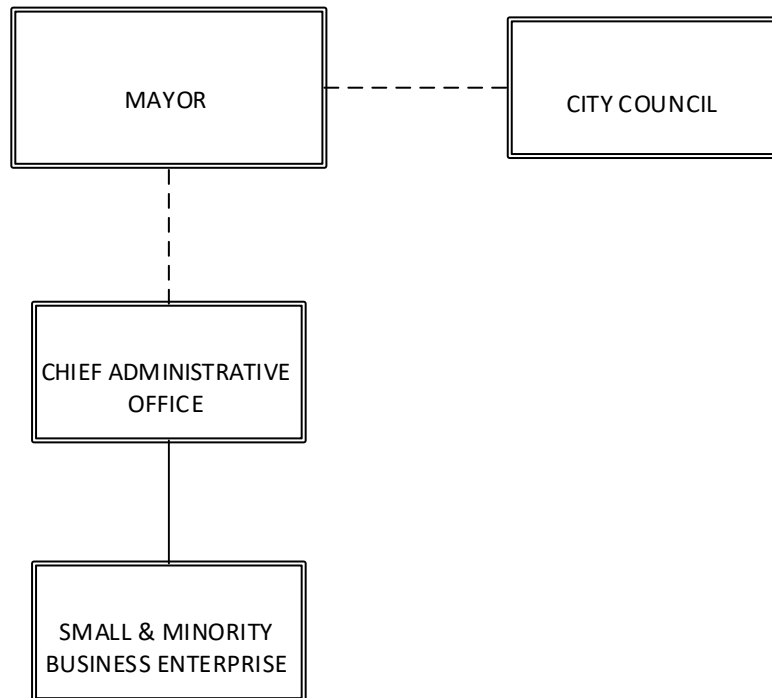 MAYOR
CITY COUNCIL
CHIEF ADMINISTRATIVE
OFFICE
SMALL & MINORITY
BUSINESS ENTERPRISE